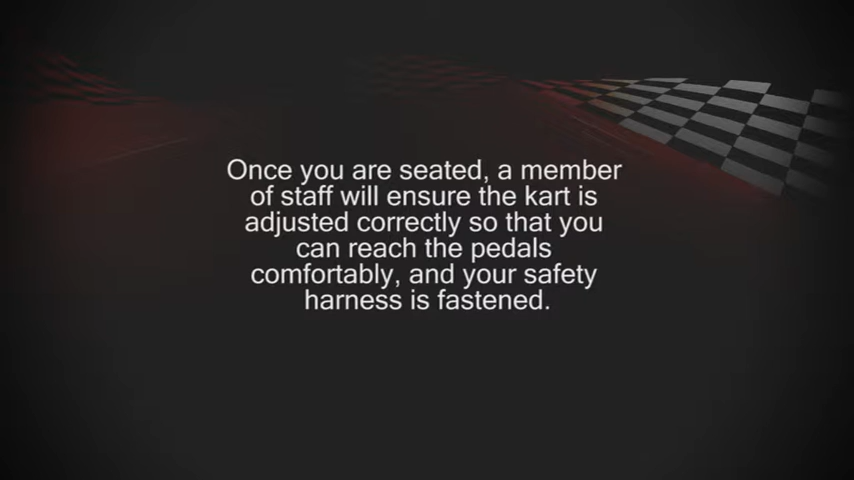 Once you are seated, a member
of staff will ensure the kart is
adjusted correctly so that you
can reach the pedals
comfortably, and your safety
harness is fastened.